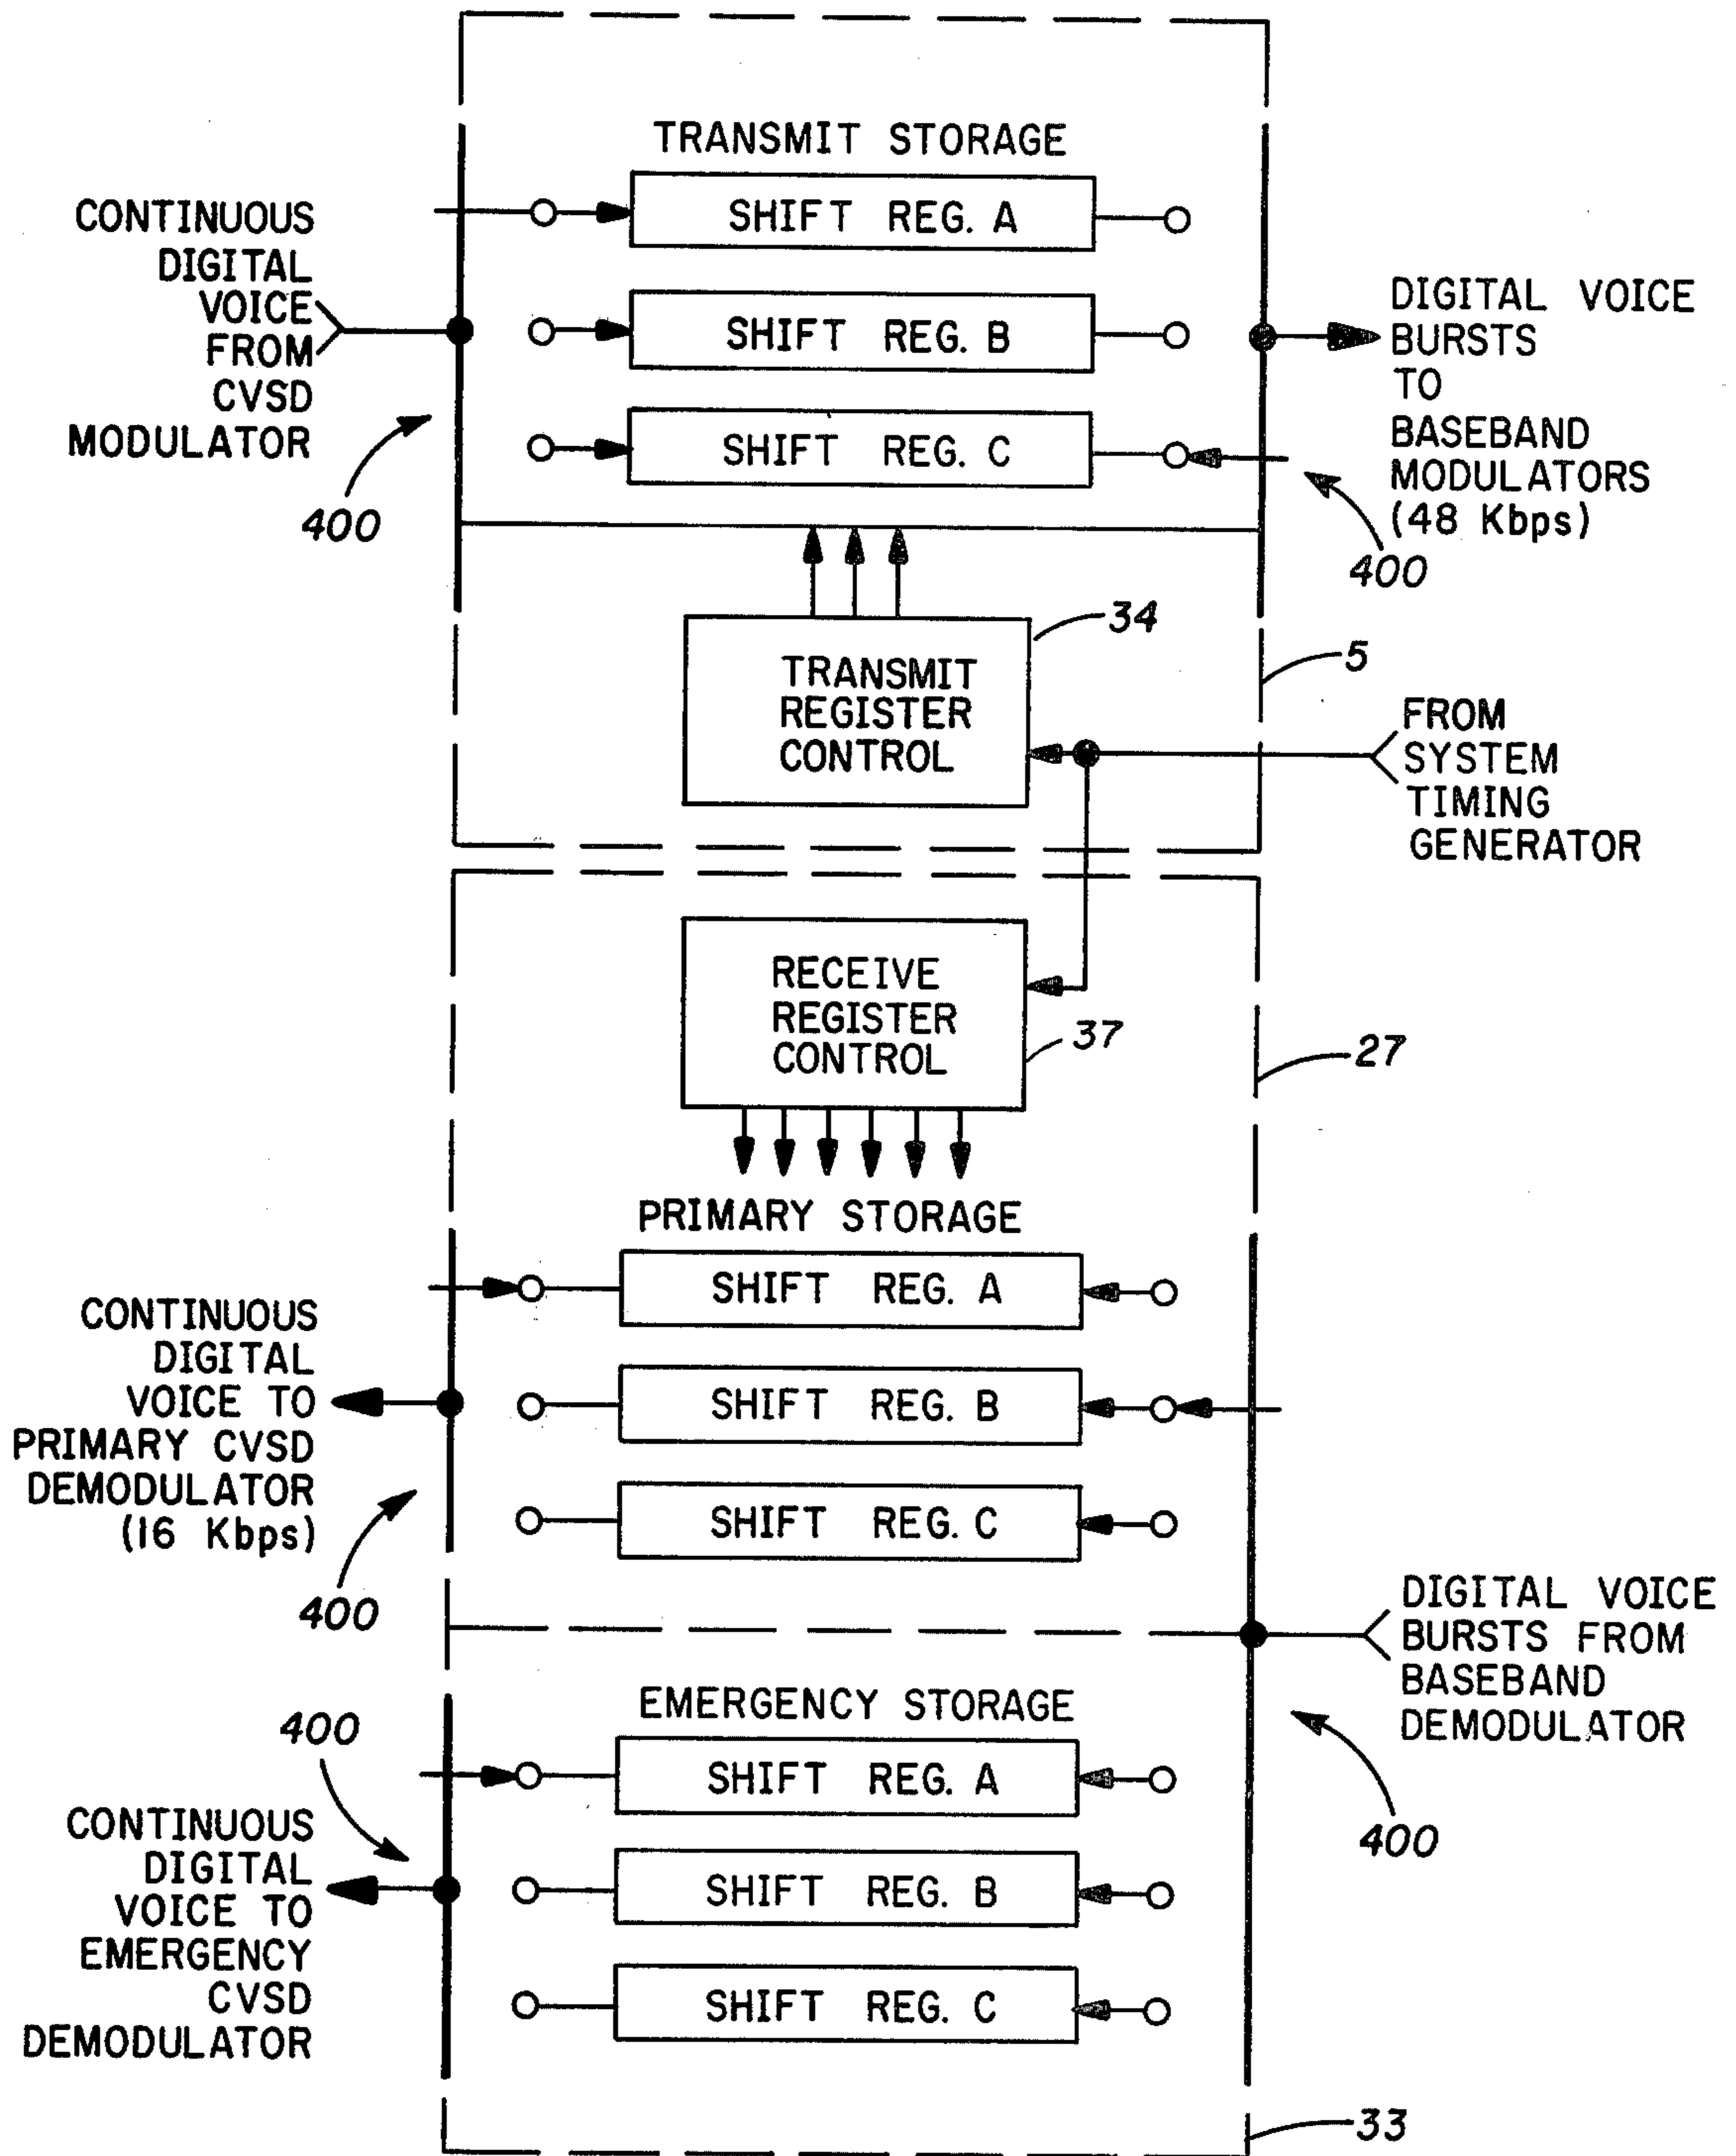 TRANSMIT STORAGE
CONTINUOUS
DIGITAL
VOICE
FROM
CVSD
MODULATOR
400
SHIFT REG. A
SHIFT REG. B
SHIFT REG. C
DIGITAL VOICE
BURSTS
TO
BASEBAND
MODULATORS
(48 Kbps)
400
34
TRANSMIT
REGISTER
CONTROL
5
FROM
SYSTEM
TIMING
GENERATOR
RECEIVE
REGISTER
CONTROL
37
27
PRIMARY STORAGE
SHIFT REG. A
SHIFT REG. B
SHIFT REG. C
CONTINUOUS
DIGITAL
VOICE TO
PRIMARY CVSD
DEMODULATOR
(16 Kbps)
400
DIGITAL VOICE
BURSTS FROM
BASEBAND
DEMODULATOR
400
EMERGENCY STORAGE
400
SHIFT REG. A
SHIFT REG. B
SHIFT REG. C
CONTINUOUS
DIGITAL
VOICE TO
EMERGENCY
CVSD
DEMODULATOR
33